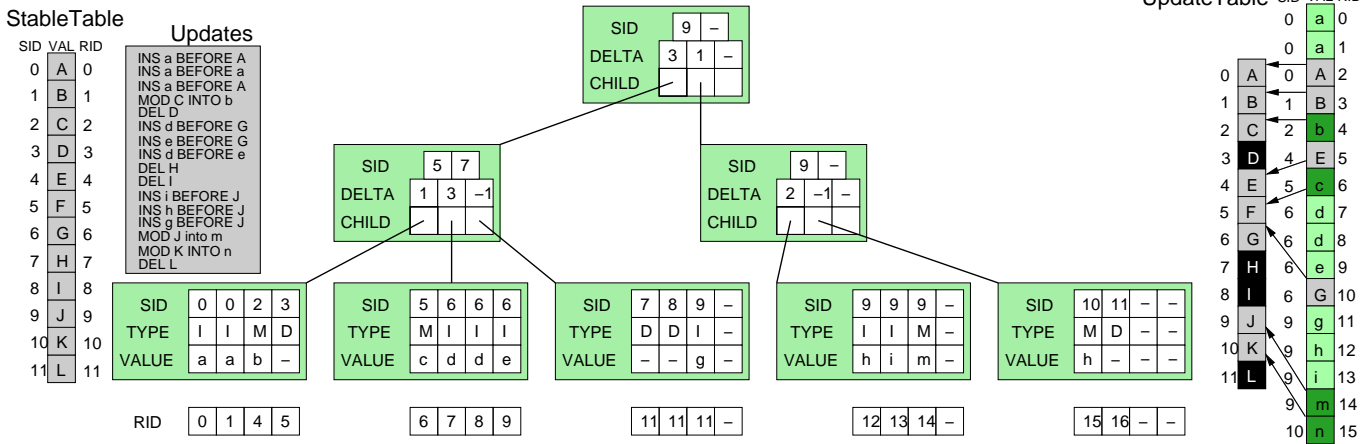 StableTable
SID VAL RID
0 A 0
1 B 1
2 C 2
3 D 3
4 E 4
5 F 5
6 G 6
7 H 7
8 I 8
9 J 9
10 K 10
11 L 11
Updates
INS a BEFORE A
INS a BEFORE a
INS a BEFORE A
MOD C INTO b
DEL D
INS d BEFORE G
INS e BEFORE G
INS d BEFORE e
DEL H
DEL I
INS i BEFORE J
INS h BEFORE J
INS g BEFORE J
MOD J into m
MOD K INTO n
DEL L
SID 9 –
DELTA 3 1 –
CHILD
SID 5 7
DELTA 1 3 –1
CHILD
SID 9 –
DELTA 2 –1 –
CHILD
SID 0 0 2 3
TYPE I I M D
VALUE a a b –
SID 5 6 6 6
TYPE M I I I
VALUE c d d e
SID 7 8 9 –
TYPE D D I –
VALUE – – g –
SID 9 9 9 –
TYPE I I M –
VALUE h i m –
SID 10 11 – –
TYPE M D – –
VALUE h – – –
RID 0 1 4 5
6 7 8 9
11 11 11 –
12 13 14 –
15 16 – –
UpdateTable SID VAL RID
0 a 0
0 a 1
0 A 0 A 2
1 B 1 B 3
2 C 2 b 4
3 D 4 E 5
4 E 5 c 6
5 F 6 d 7
6 G 6 d 8
7 H 6 e 9
8 I 6 G 10
9 J 9 g 11
10 K 9 h 12
11 L 9 i 13
9 m 14
10 n 15